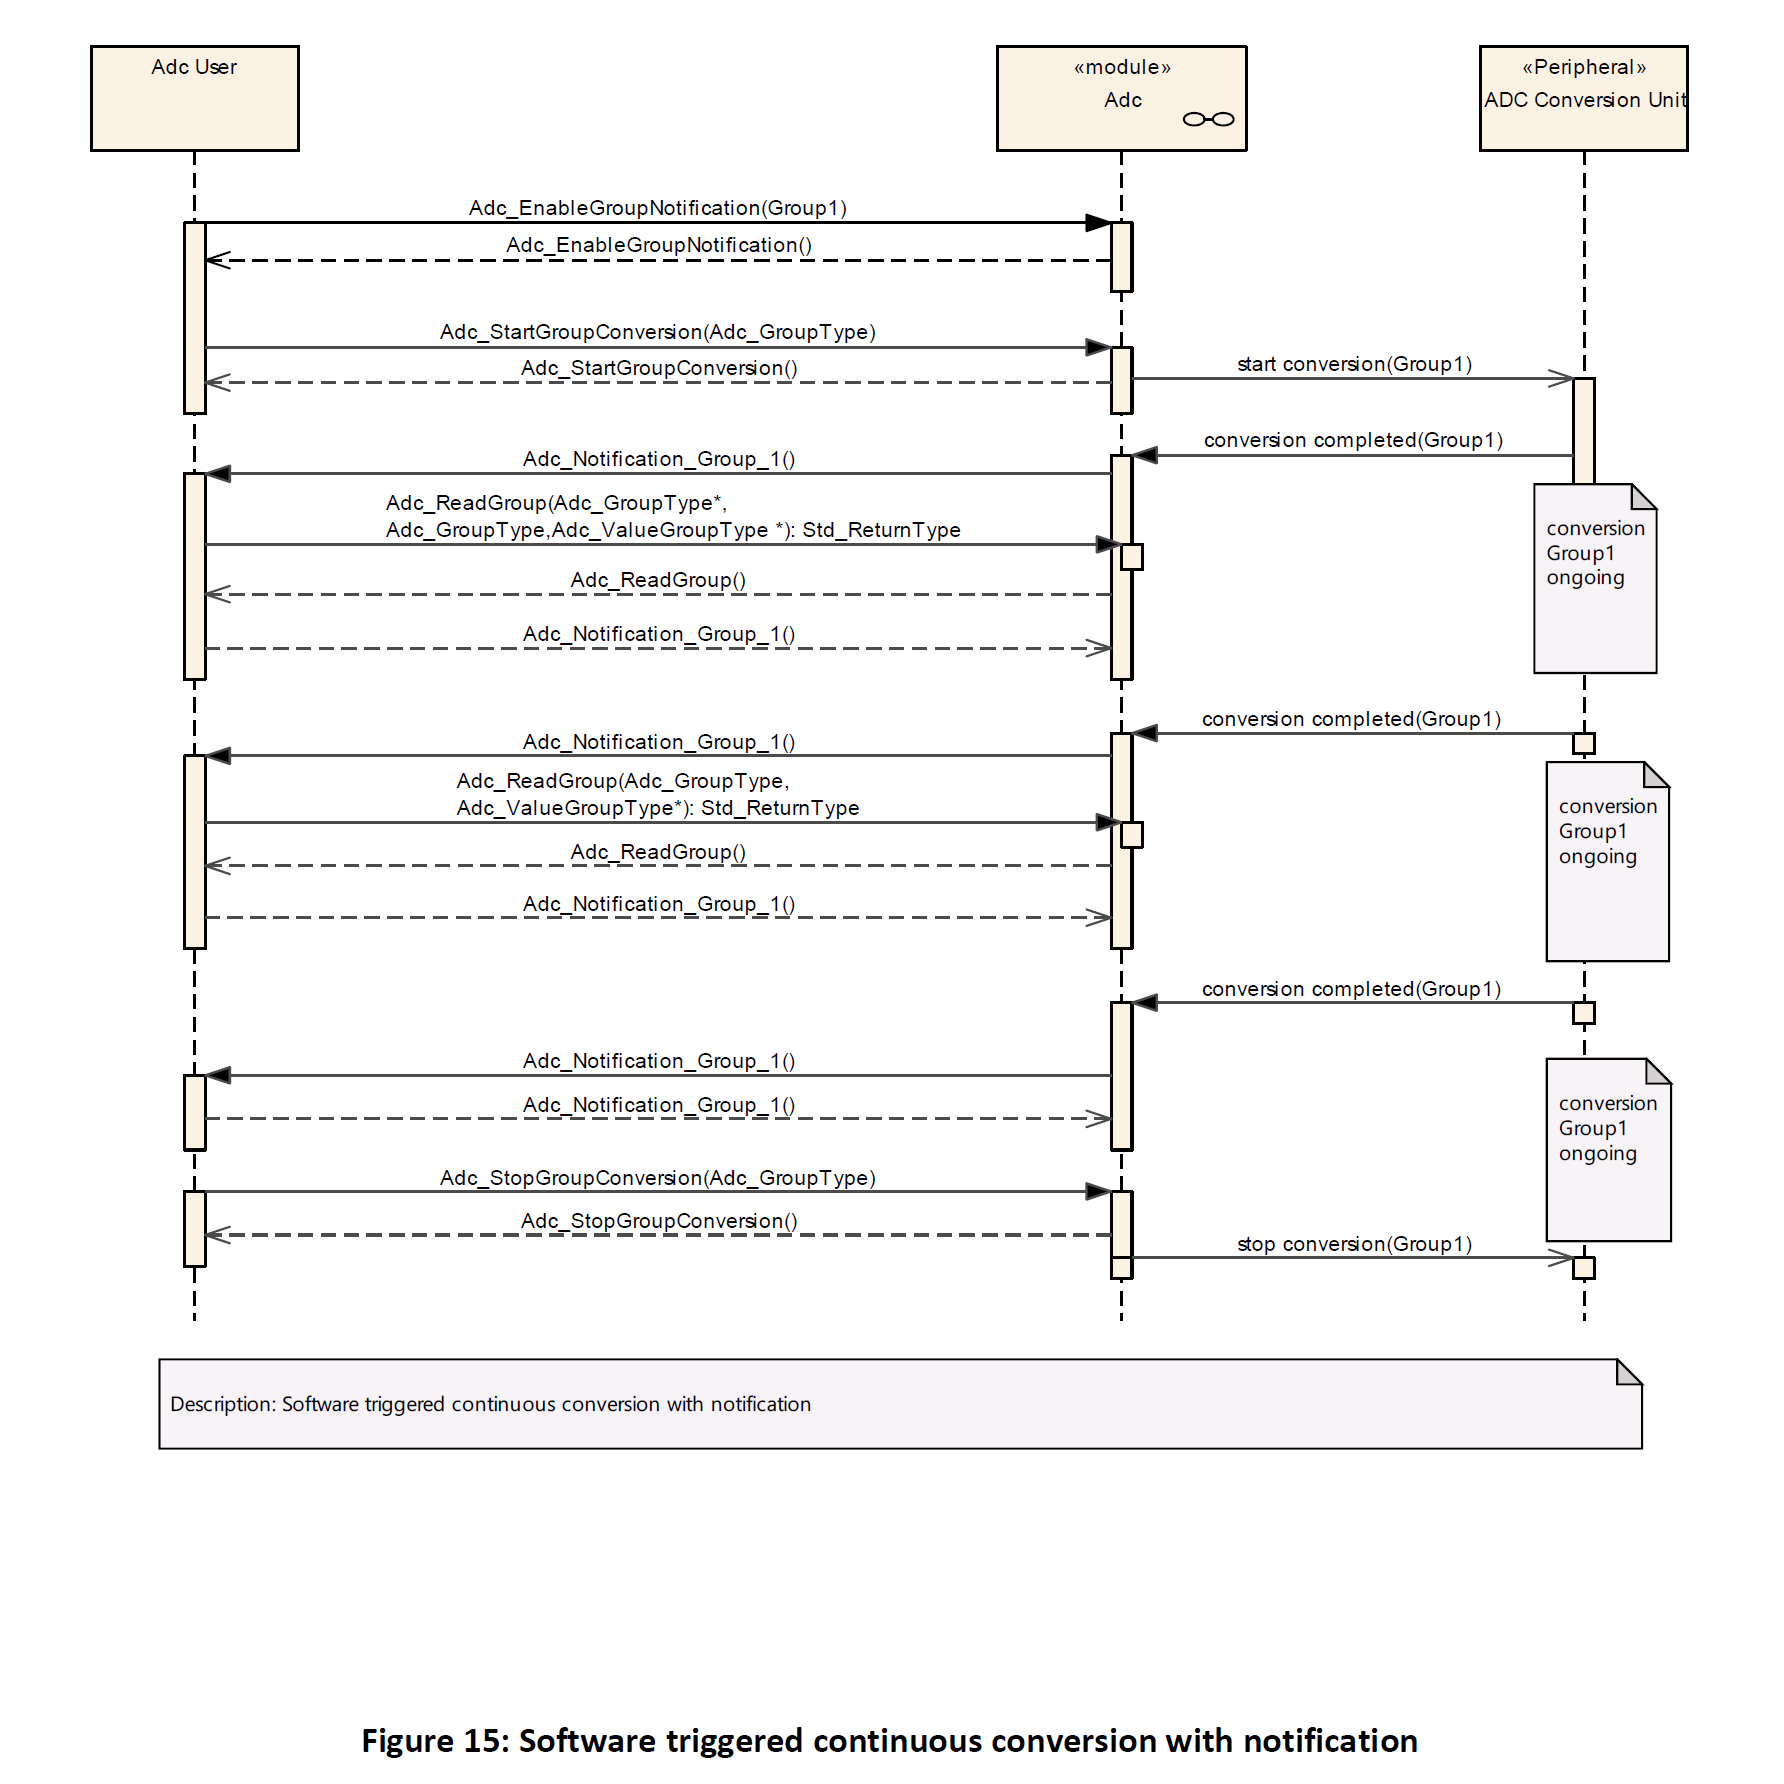 Adc User
«module»
Adc
«Peripheral»
ADC Conversion Unit
Adc_EnableGroupNotification(Group1)
Adc_EnableGroupNotification()
Adc_StartGroupConversion(Adc_GroupType)
start conversion(Group1)
Adc_StartGroupConversion()
conversion completed(Group1)
Adc_Notification_Group_1()
Adc_ReadGroup(Adc_GroupType*,
Adc_GroupType,Adc_ValueGroupType *): Std_ReturnType
conversion
Group1
ongoing
Adc_ReadGroup()
Adc_Notification_Group_1()
conversion completed(Group1)
Adc_Notification_Group_1()
Adc_ReadGroup(Adc_GroupType,
Adc_ValueGroupType*): Std_ReturnType
conversion
Group1
ongoing
Adc_ReadGroup()
Adc_Notification_Group_1()
conversion completed(Group1)
Adc_Notification_Group_1()
Adc_Notification_Group_1()
conversion
Group1
ongoing
Adc_StopGroupConversion(Adc_GroupType)
Adc_StopGroupConversion()
stop conversion(Group1)
Description: Software triggered continuous conversion with notification
Figure 15: Software triggered continuous conversion with notification